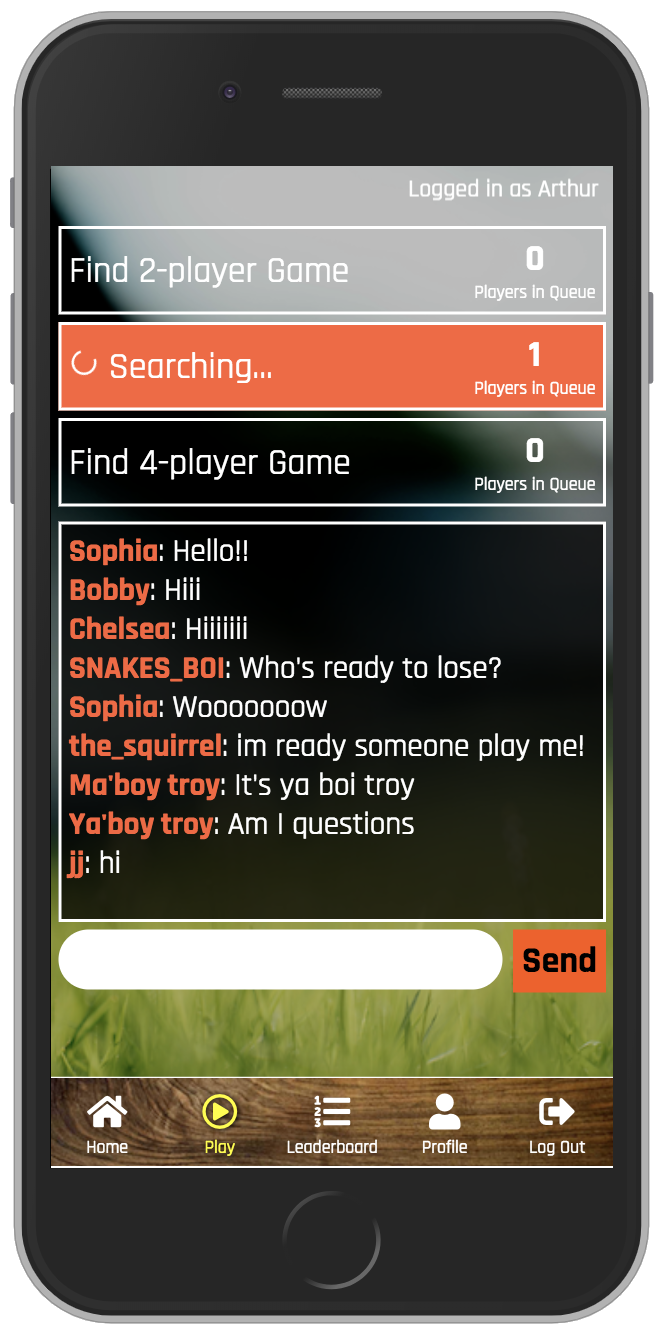 Logged in as Arthur
Find 2-player Game
0
Players in Queue
Searching...
1
Players in Queue
Find 4-player Game
0
Players in Queue
Sophia: Hello!!
Bobby: Hiii
Chelsea: Hiiiiiii
SNAKES_BOI: Who's ready to lose?
Sophia: Wooooooow
the_squirrel: im ready someone play me!
Ma'boy troy: It's ya boi troy
Ya'boy troy: Am I questions
jj: hi
Send
1
2
3
Home Play Leaderboard Profile Log Out